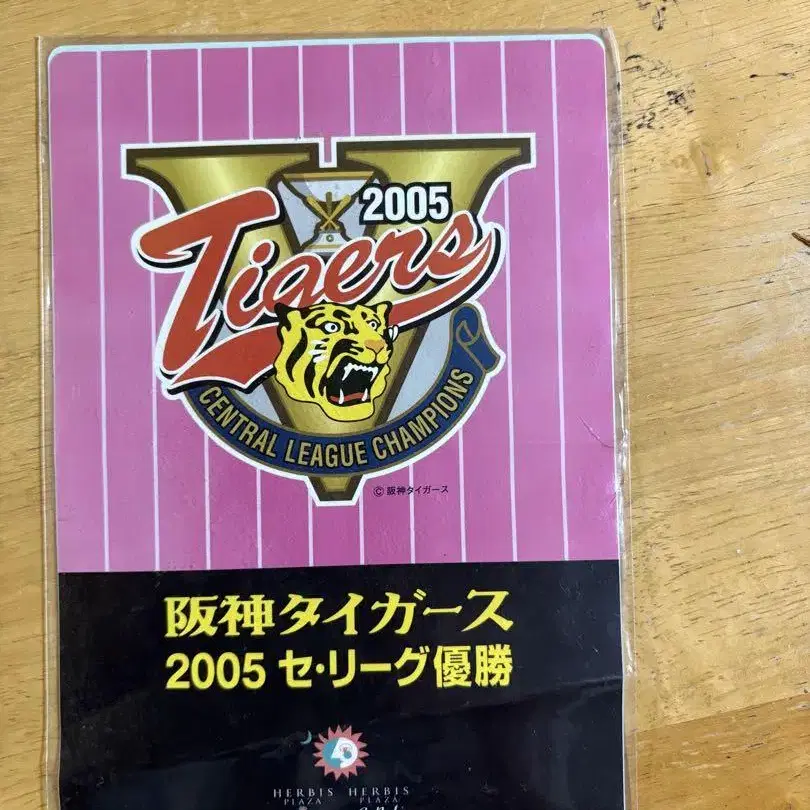 2005
Tigers
CENTRAL LEAGUE CHAMPIONS
© 阪神タイガース
阪神タイガース
2005 セ・リーグ優勝
HERBIS HERBIS
PLAZA PLAZA